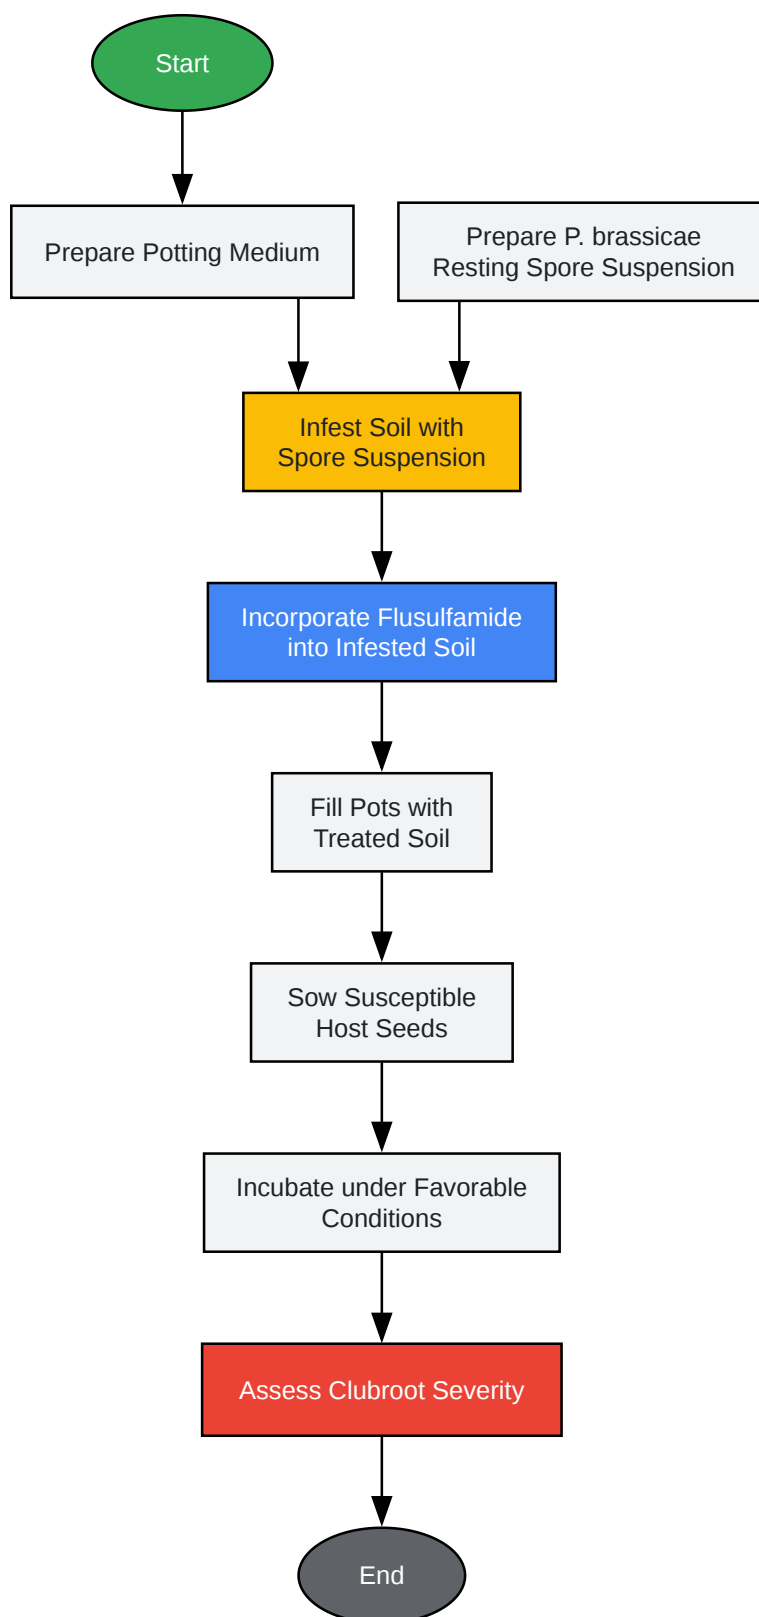 Start
Prepare Potting Medium
Prepare P. brassicae
Resting Spore Suspension
Infest Soil with
Spore Suspension
Incorporate Flusulfamide
into Infested Soil
Fill Pots with
Treated Soil
Sow Susceptible
Host Seeds
Incubate under Favorable
Conditions
Assess Clubroot Severity
End